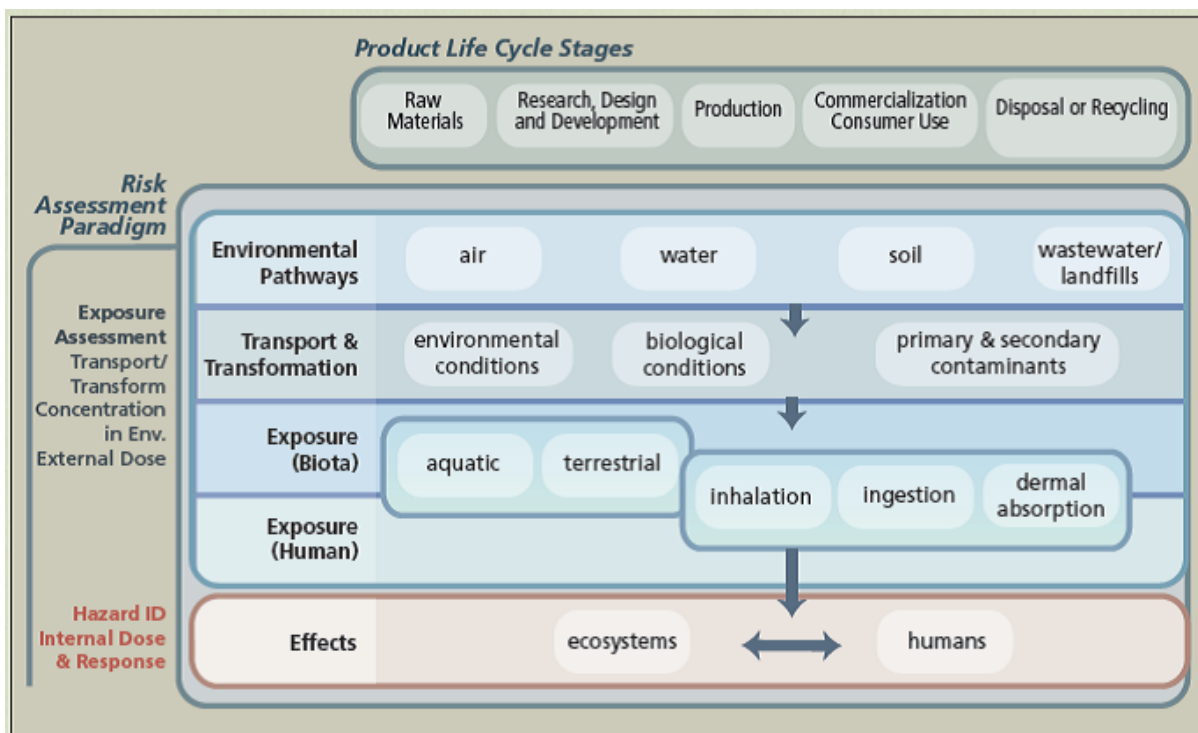 Product Life Cycle Stages
Raw
Materials
Research, Design
and Development
Production
Commercialization
Consumer Use
Disposal or Recycling
Risk
Assessment
Paradigm
Exposure
Assessment
Transport/
Transform
Concentration
in Env.
External Dose
Hazard ID
Internal Dose
& Response
Environmental
Pathways
air
water
soil
wastewater/
landfills
Transport &
Transformation
environmental
conditions
biological
conditions
primary & secondary
contaminants
Exposure
(Biota)
aquatic
terrestrial
inhalation
ingestion
dermal
absorption
Exposure
(Human)
Effects
ecosystems
humans